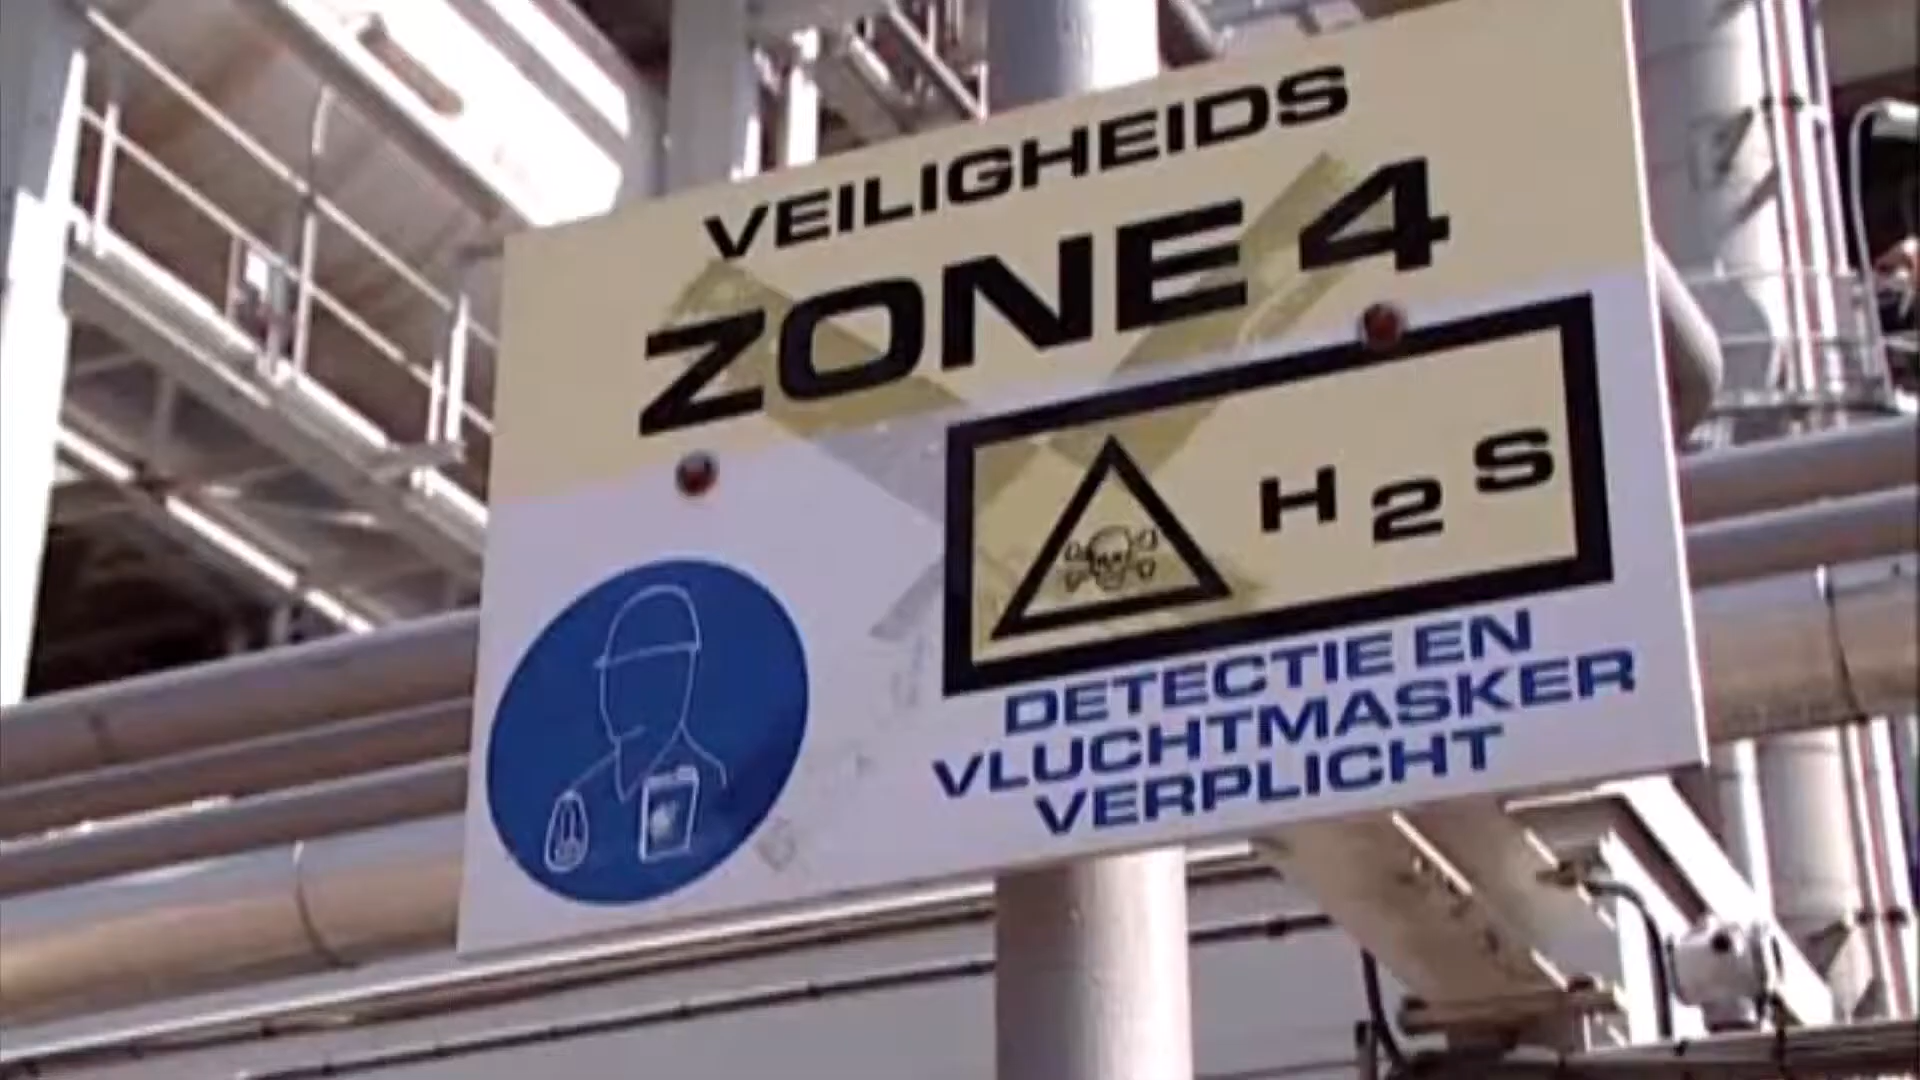 VEILIGHEIDS
ZONE 4
H2S
DETECTIE EN
VLUCHTMASKER
VERPLICHT